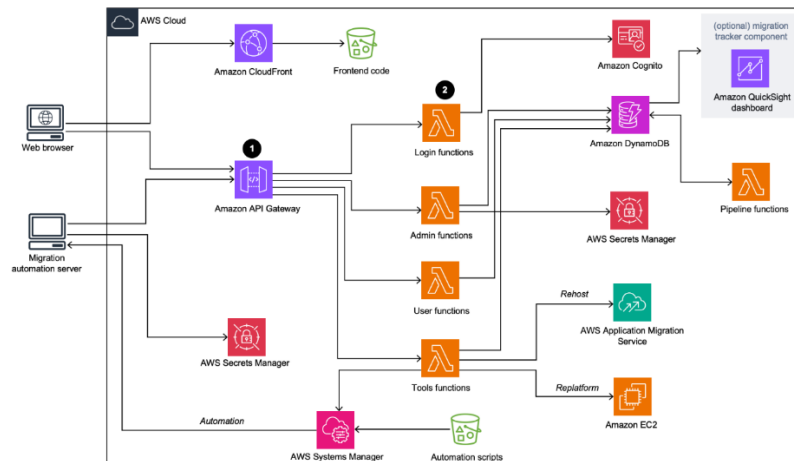 AWS Cloud
(optional) migration
tracker component
Amazon CloudFront
Frontend code
Amazon Cognito
Amazon QuickSight
dashboard
2
Web browser
1
Login functions
Amazon DynamoDB
Amazon API Gateway
Admin functions
AWS Secrets Manager
Pipeline functions
Migration
automation server
User functions
Rehost
AWS Application Migration
Service
AWS Secrets Manager
Tools functions
Replatform
Automation
Amazon EC2
AWS Systems Manager
Automation scripts